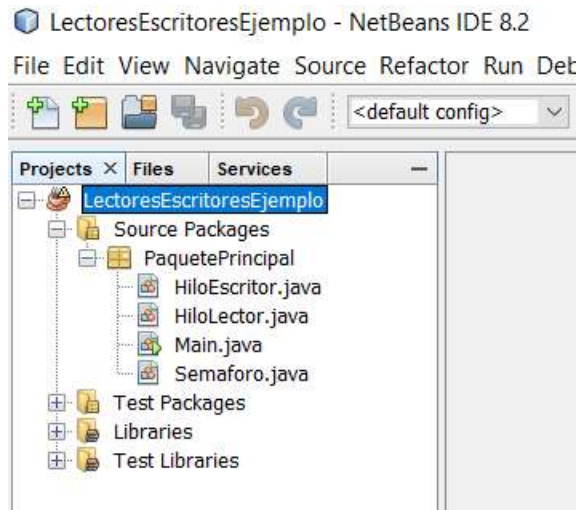 LectoresEscritoresEjemplo - NetBeans IDE 8.2
File Edit View Navigate Source Refactor Run Deb
<default config>
Projects Files Services
LectoresEscritoresEjemplo
Source Packages
PaquetePrincipal
HiloEscritor.java
HiloLector.java
Main.java
Semaforo.java
Test Packages
Libraries
Test Libraries